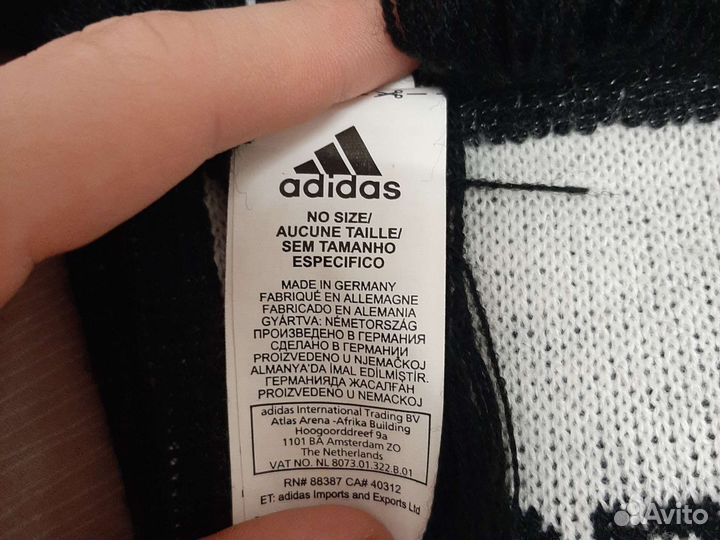 adidas
NO SIZE/
AUCUNE TAILLE/
SEM TAMANHO
ESPECIFICO
MADE IN GERMANY
FABRIQUÉ EN ALLEMAGNE
FABRICADO EN ALEMANIA
GYÁRTVA: NÉMETORSZÁG
ПРОИЗВЕДЕНО В ГЕРМАНИЯ
СДЕЛАНО В ГЕРМАНИИ
PROIZVEDENO U NJEMAČKOJ
ALMANYA'DA İMAL EDİLMİŞTİR.
ГЕРМАНИЯДА ЖАСАЛҒАН
PROIZVEDENO U NEMACKOJ
adidas International Trading BV
Atlas Arena -Afrika Building
Hoogoorddreef 9a
1101 BA Amsterdam ZO
The Netherlands
VAT NO. NL 8073.01.322.B.01
RN# 88387 CA# 40312
ET: adidas Imports and Exports Ltd
Avito